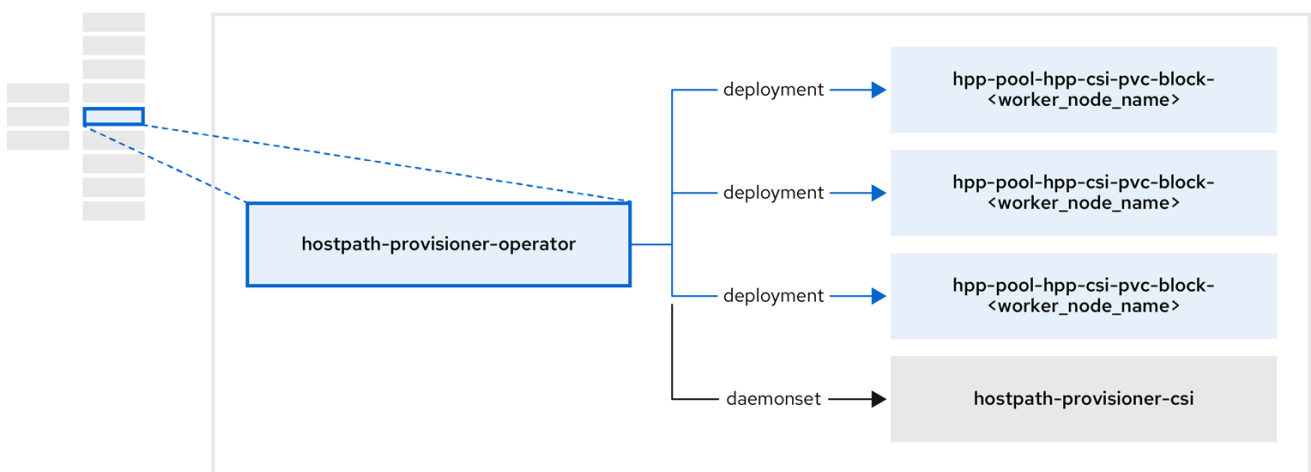 deployment
hpp-pool-hpp-csi-pvc-block-
<worker_node_name>
deployment
hpp-pool-hpp-csi-pvc-block-
<worker_node_name>
hostpath-provisioner-operator
deployment
hpp-pool-hpp-csi-pvc-block-
<worker_node_name>
daemonset
hostpath-provisioner-csi